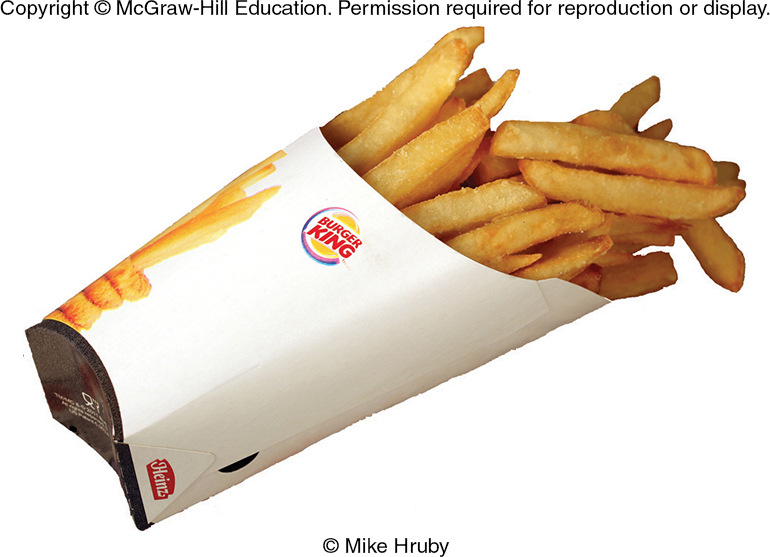 Copyright © McGraw-Hill Education. Permission required for reproduction or display.
BURGER
KING
Heinz
© Mike Hruby